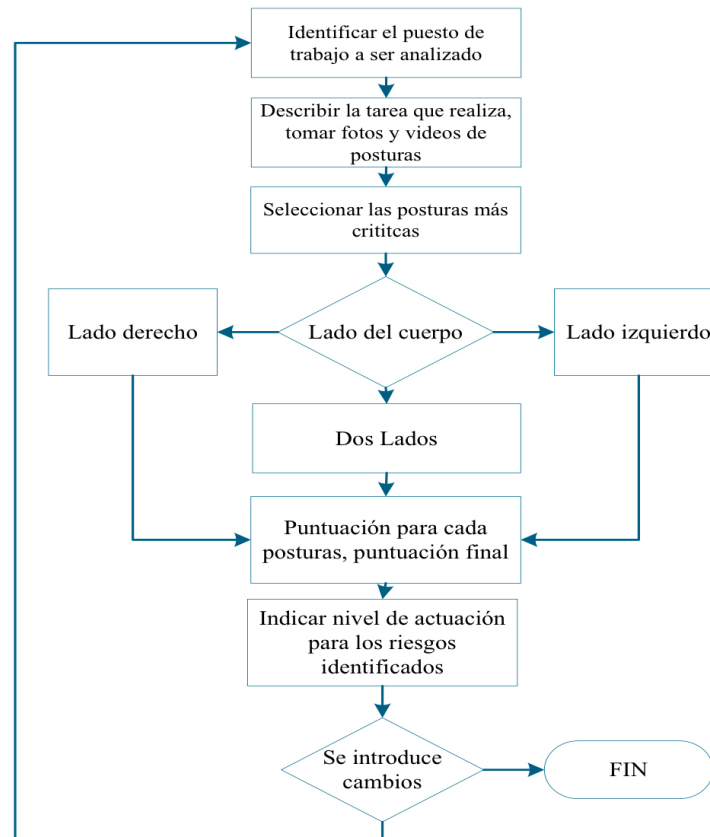 Identificar el puesto de
trabajo a ser analizado
Describir la tarea que realiza,
tomar fotos y videos de
posturas
Seleccionar las posturas más
crititcas
Lado derecho
Lado del cuerpo
Lado izquierdo
Dos Lados
Puntuación para cada
posturas, puntuación final
Indicar nivel de actuación
para los riesgos
identificados
Se introduce
cambios
FIN